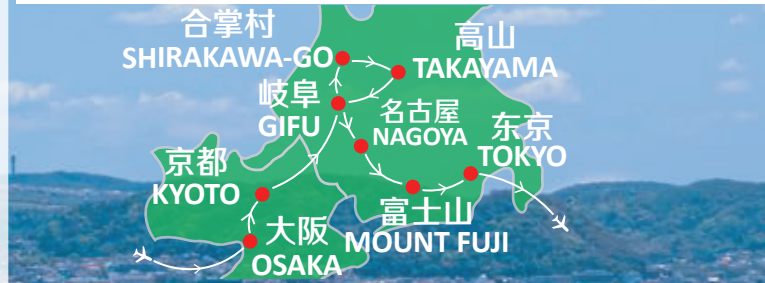 合掌村
SHIRAKAWA-GO
高山
TAKAYAMA
岐阜
GIFU
名古屋
NAGOYA
东京
TOKYO
京都
KYOTO
富士山
MOUNT FUJI
大阪
OSAKA